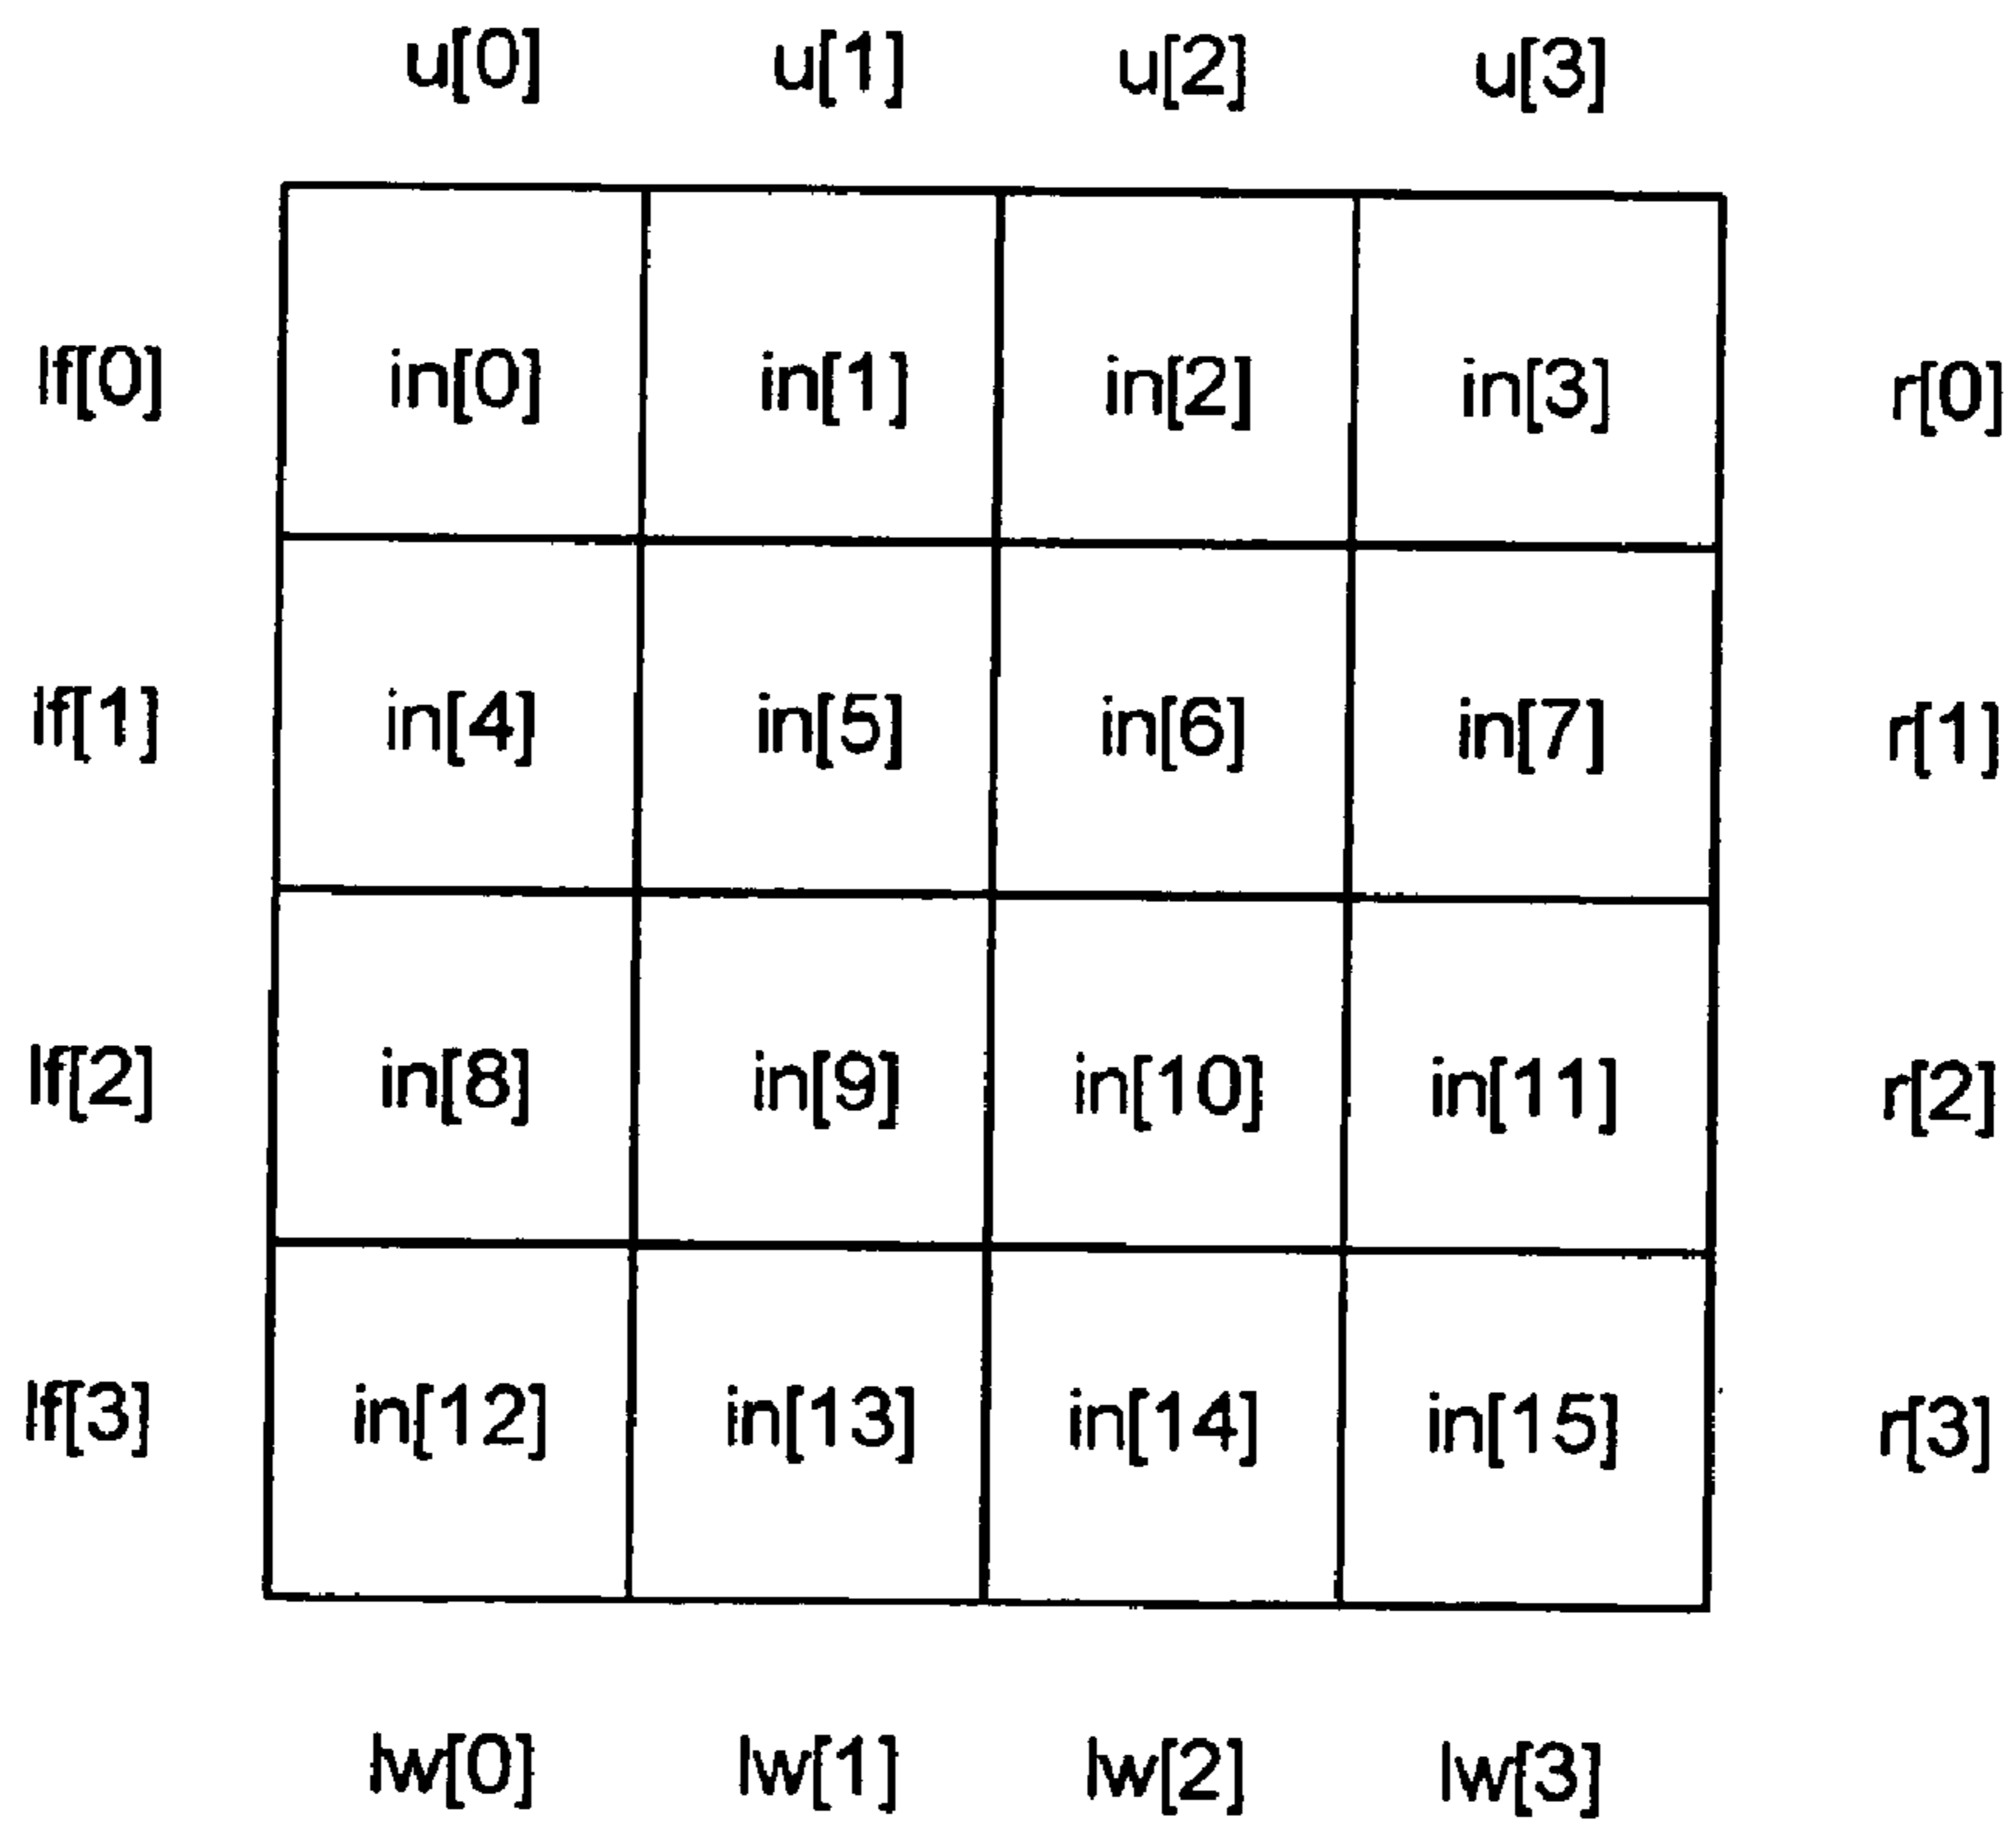 u[0] u[1] u[2] u[3]
lf[0] in[0] in[1] in[2] in[3] r[0]
lf[1] in[4] in[5] in[6] in[7] r[1]
lf[2] in[8] in[9] in[10] in[11] r[2]
lf[3] in[12] in[13] in[14] in[15] r[3]
lw[0] lw[1] lw[2] lw[3]